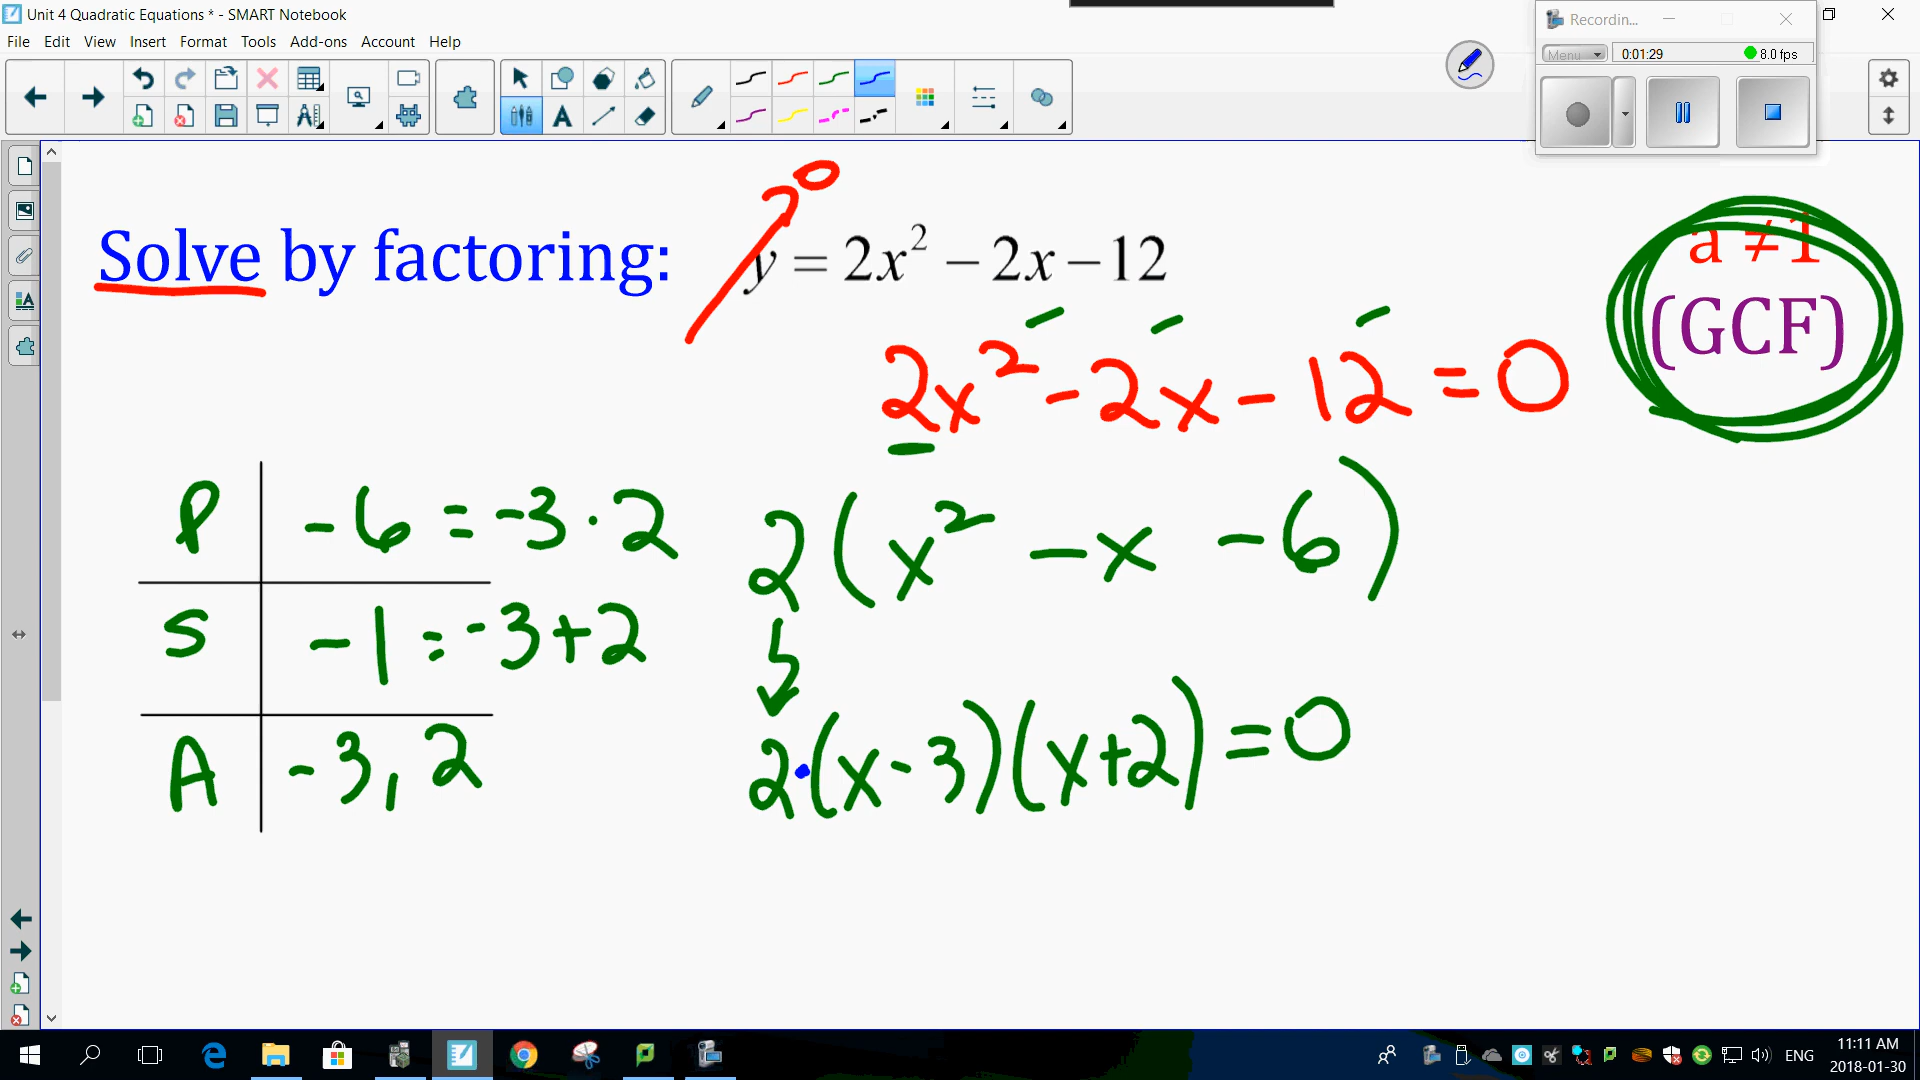 Unit 4 Quadratic Equations * - SMART Notebook
Recordin...
File Edit View Insert Format Tools Add-ons Account Help
Menu 0:01:29 8.0 fps
Solve by factoring: y = 2x² − 2x − 12
0
a ≠ 1
(GCF)
2x² - 2x - 12 = 0
P -6 = -3 · 2
2(x² - x - 6)
S -1 = -3 + 2
A -3, 2
2·(x - 3)(x + 2) = 0
ENG
11:11 AM
2018-01-30